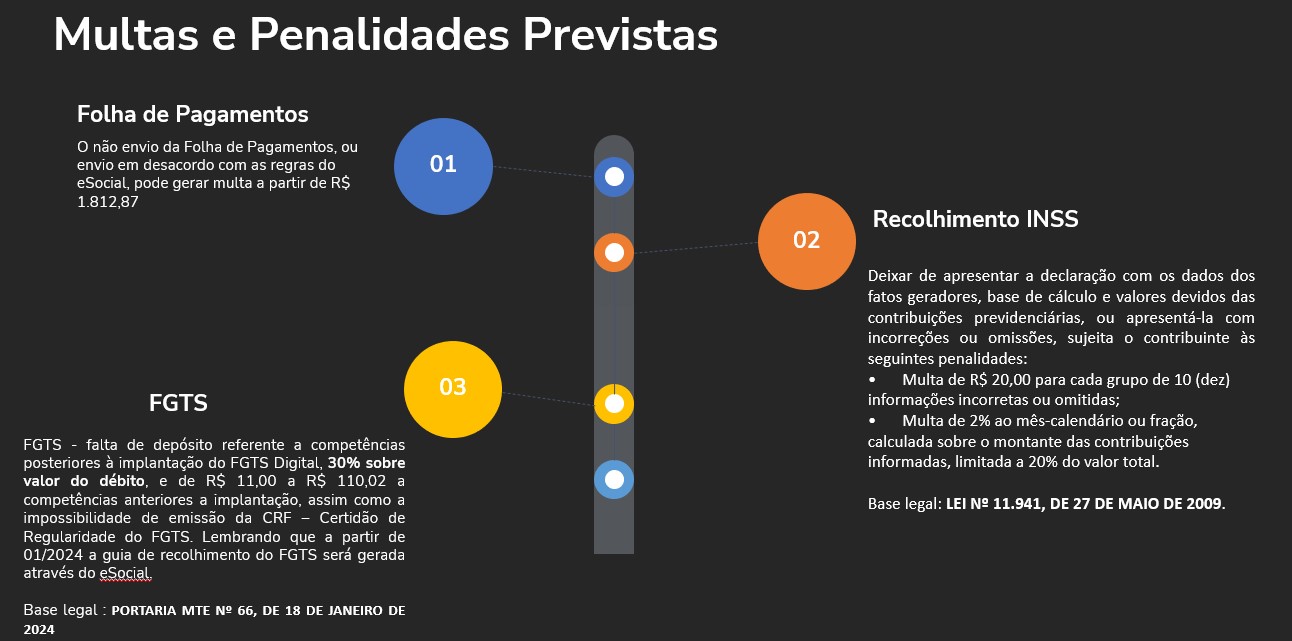 Multas e Penalidades Previstas
Folha de Pagamentos
O não envio da Folha de Pagamentos, ou
envio em desacordo com as regras do
eSocial, pode gerar multa a partir de R$
1.812,87
01
02
Recolhimento INSS
Deixar de apresentar a declaração com os dados dos
fatos geradores, base de cálculo e valores devidos das
contribuições previdenciárias, ou apresentá-la com
incorreções ou omissões, sujeita o contribuinte às
seguintes penalidades:
• Multa de R$ 20,00 para cada grupo de 10 (dez)
informações incorretas ou omitidas;
• Multa de 2% ao mês-calendário ou fração,
calculada sobre o montante das contribuições
informadas, limitada a 20% do valor total.
Base legal: LEI Nº 11.941, DE 27 DE MAIO DE 2009.
03
FGTS
FGTS - falta de depósito referente a competências
posteriores à implantação do FGTS Digital, 30% sobre
valor do débito, e de R$ 11,00 a R$ 110,02 a
competências anteriores a implantação, assim como a
impossibilidade de emissão da CRF – Certidão de
Regularidade do FGTS. Lembrando que a partir de
01/2024 a guia de recolhimento do FGTS será gerada
através do eSocial.
Base legal : PORTARIA MTE Nº 66, DE 18 DE JANEIRO DE
2024